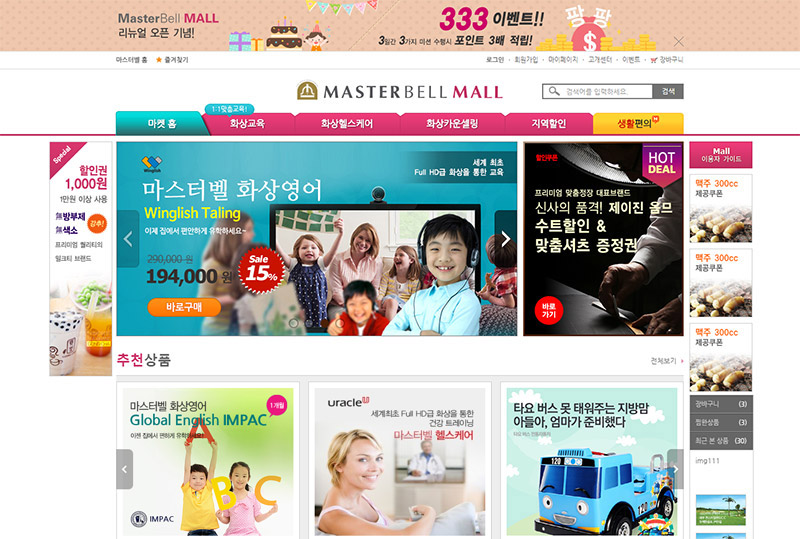 MasterBell MALL
리뉴얼 오픈 기념!
333 이벤트!!
3일간 3가지 미션 수행시 포인트 3배 적립!
팡 팡
마스터벨 홈 ★ 즐겨찾기
로그인 · 회원가입 · 마이페이지 · 고객센터 · 이벤트 · 장바구니
MASTERBELL MALL
검색어를 입력하세요.
검색
1:1맞춤교육!
마켓 홈
화상교육
화상헬스케어
화상카운셀링
지역할인
생활편의
Special
할인권
1,000원
1만원 이상 사용
無방부제
無색소
강추!
프리미엄 퀄리티의
밀크티 브랜드!
Winglish
세계 최초
Full HD급 화상을 통한 교육
마스터벨 화상영어
Winglish Taling
이제 집에서 편안하게 유학하세요~
290,000 원
194,000 원
Sale
15%
바로구매
할인쿠폰
HOT
DEAL
프리미엄 맞춤정장 대표브랜드
신사의 품격! 제이진 옴므
수트할인 &
맞춤셔츠 증정권
바로
가기
Mall
이용자 가이드
맥주 300cc
제공쿠폰
맥주 300cc
제공쿠폰
맥주 300cc
제공쿠폰
장바구니 (3)
찜한상품 (3)
최근 본 상품 (30)
img111
추천상품
전체보기
마스터벨 화상영어
Global English IMPAC
이젠 집에서 편하게 유학하세요!
1개월
A
B
C
IMPAC
uracle U
세계최초 Full HD급 화상을 통한
건강 트레이닝
마스터벨 헬스케어
타요 버스 못 태워주는 지방맘
아들아, 엄마가 준비했다
120
120